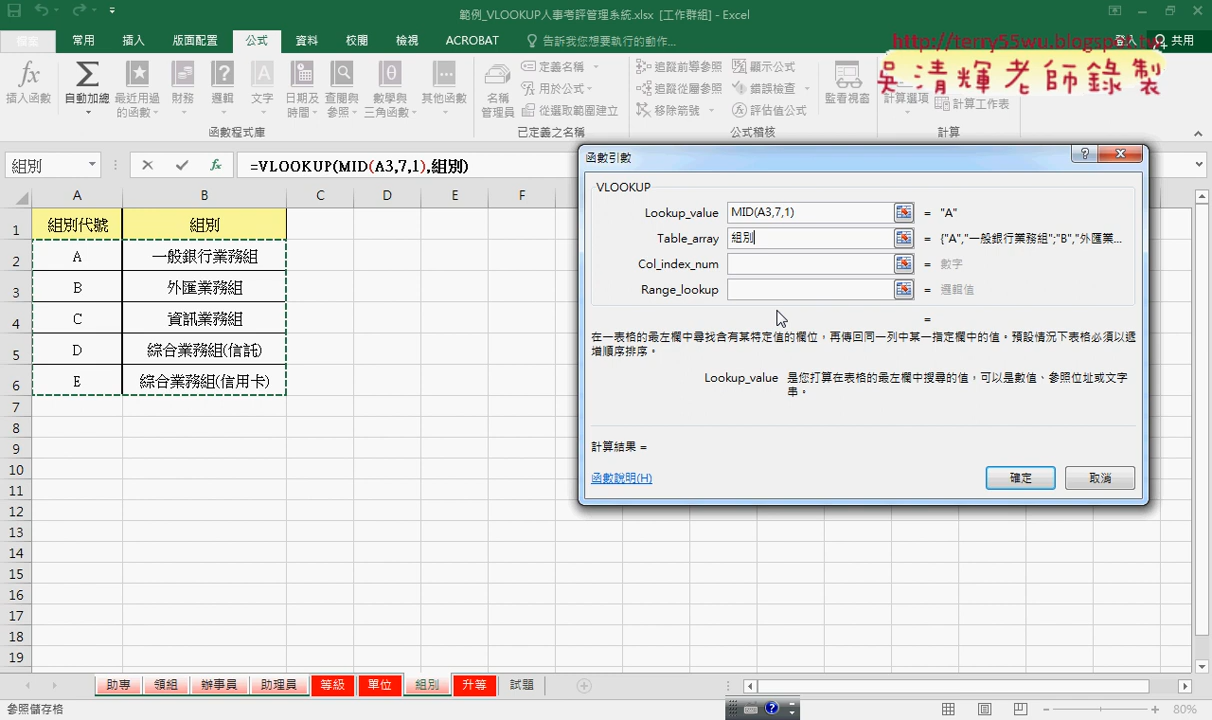 範例_VLOOKUP人事考評管理系統.xlsx [工作群組] - Excel
http://terry55wu.blogspot.tw
吳清輝老師錄製
檔案 常用 插入 版面配置 公式 資料 校閱 檢視 ACROBAT 告訴我您想要執行的動作... 登入 共用
插入函數 自動加總 最近用過的函數 財務 邏輯 文字 日期及時間 查閱與參照 數學與三角函數 其他函數
函數程式庫
名稱管理員 定義名稱 用於公式 從選取範圍建立
已定義之名稱
追蹤前導參照 追蹤從屬參照 移除箭號 顯示公式 錯誤檢查 評估值公式
公式稽核
監看視窗 計算選項 計算工作表
計算
組別 =VLOOKUP(MID(A3,7,1),組別)
A B C D E F
1 組別代號 組別
2 A 一般銀行業務組
3 B 外匯業務組
4 C 資訊業務組
5 D 綜合業務組(信託)
6 E 綜合業務組(信用卡)
7
8
9
10
11
12
13
14
15
16
17
18
19
函數引數
VLOOKUP
Lookup_value MID(A3,7,1) = "A"
Table_array 組別 = {"A","一般銀行業務組";"B","外匯業...
Col_index_num = 數字
Range_lookup = 邏輯值
=
在一表格的最左欄中尋找含有某特定值的欄位，再傳回同一列中某一指定欄中的值。預設情況下表格必須以遞
增順序排序。
Lookup_value 是您打算在表格的最左欄中搜尋的值，可以是數值、參照位址或文字
串。
計算結果 =
函數說明(H) 確定 取消
助專 領組 辦事員 助理員 等級 單位 組別 升等 試題
參照儲存格 80%